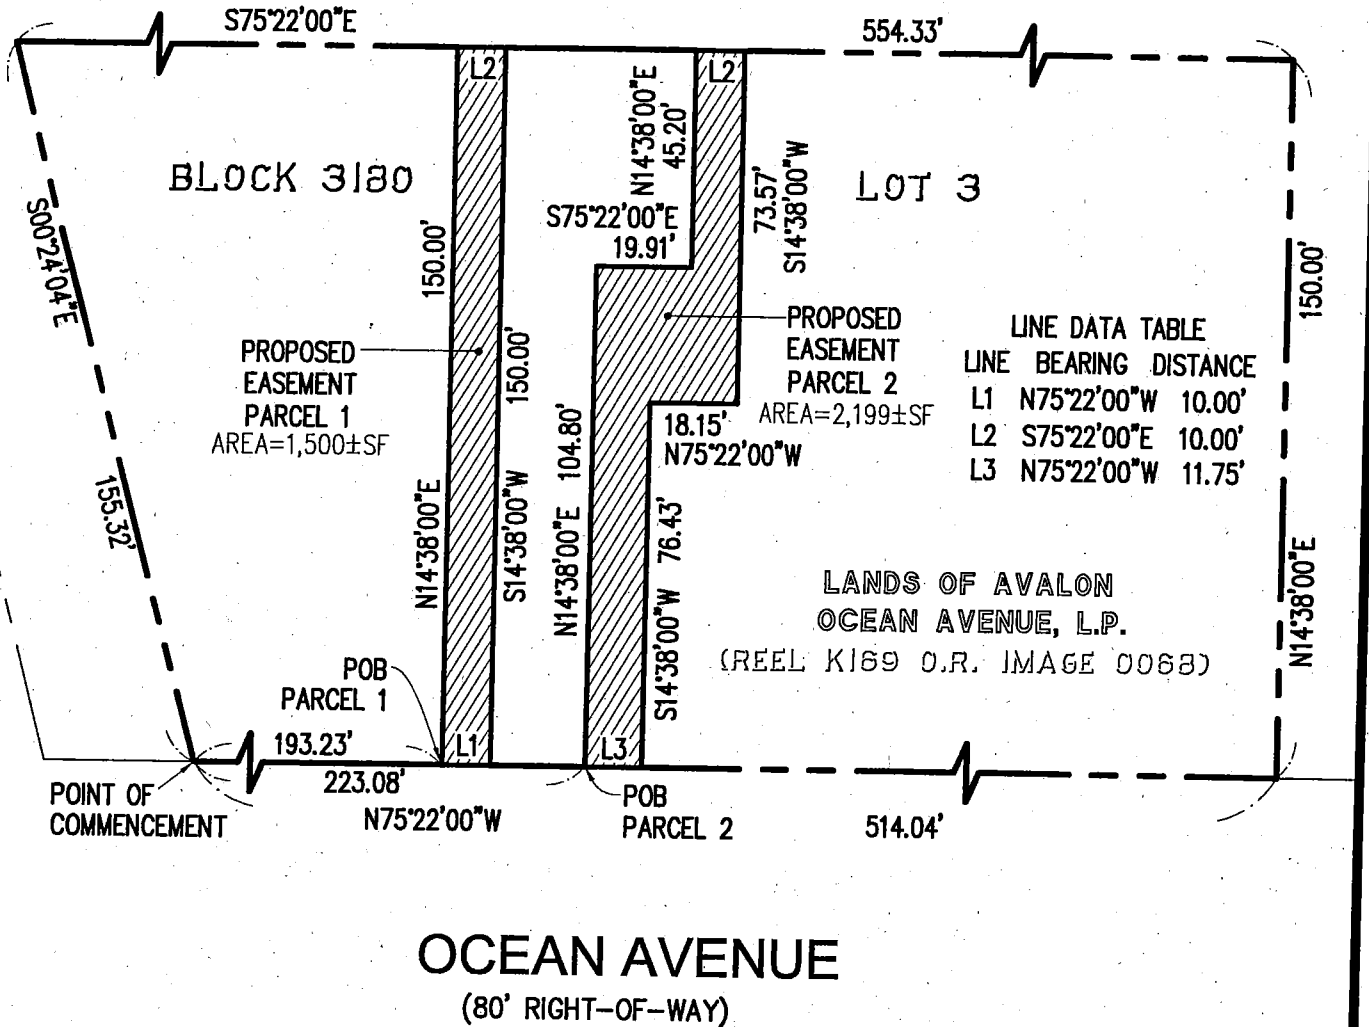 S75°22'00"E
554.33'
L2
L2
N14°38'00"E
45.20'
BLOCK 3180
73.57'
S14°38'00"W
LOT 3
S00°24'04"E
S75°22'00"E
19.91'
150.00'
150.00'
150.00'
PROPOSED
EASEMENT
PARCEL 1
AREA=1,500±SF
PROPOSED
EASEMENT
PARCEL 2
AREA=2,199±SF
LINE DATA TABLE
LINE BEARING DISTANCE
L1 N75°22'00"W 10.00'
L2 S75°22'00"E 10.00'
L3 N75°22'00"W 11.75'
18.15'
N75°22'00"W
155.32'
N14°38'00"E
S14°38'00"W
N14°38'00"E 104.80'
S14°38'00"W 76.43'
N14°38'00"E
LANDS OF AVALON
OCEAN AVENUE, L.P.
(REEL K169 O.R. IMAGE 0068)
POB
PARCEL 1
L1
L3
193.23'
223.08'
N75°22'00"W
POINT OF
COMMENCEMENT
POB
PARCEL 2
514.04'
OCEAN AVENUE
(80' RIGHT-OF-WAY)